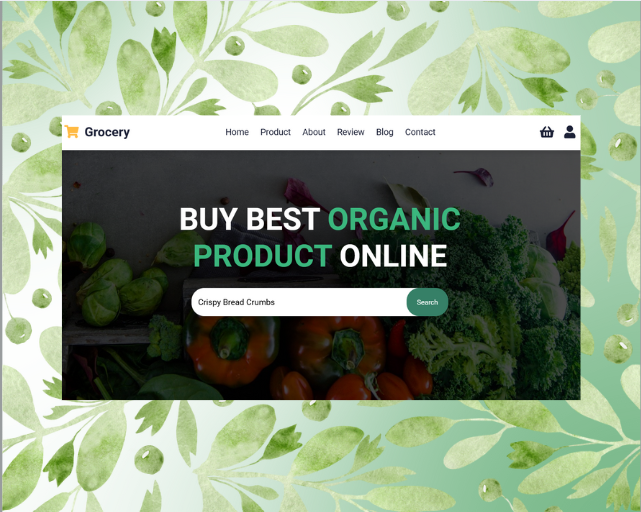 Grocery
Home Product About Review Blog Contact
BUY BEST ORGANIC
PRODUCT ONLINE
Crispy Bread Crumbs
Search